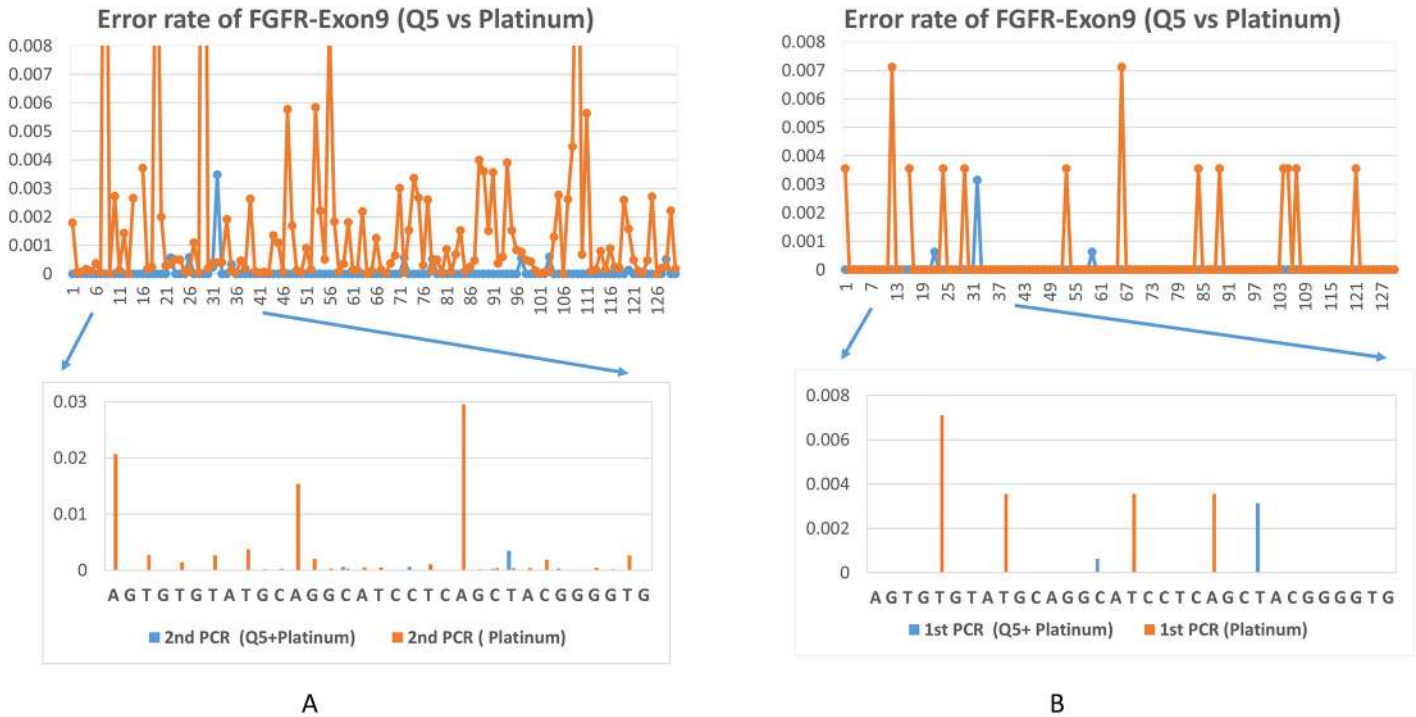 Error rate of FGFR-Exon9 (Q5 vs Platinum)
0.008
0.007
0.006
0.005
0.004
0.003
0.002
0.001
0
1 6 11 16 21 26 31 36 41 46 51 56 61 66 71 76 81 86 91 96 101 106 111 116 121 126
0.03
0.02
0.01
0
A G T G T G T A T G C A G G C A T C C T C A G C T A C G G G G T G
2nd PCR (Q5+Platinum) 2nd PCR ( Platinum)
A
Error rate of FGFR-Exon9 (Q5 vs Platinum)
0.008
0.007
0.006
0.005
0.004
0.003
0.002
0.001
0
1 7 13 19 25 31 37 43 49 55 61 67 73 79 85 91 97 103 109 115 121 127
0.008
0.006
0.004
0.002
0
A G T G T G T A T G C A G G C A T C C T C A G C T A C G G G G T G
1st PCR (Q5+ Platinum) 1st PCR (Platinum)
B